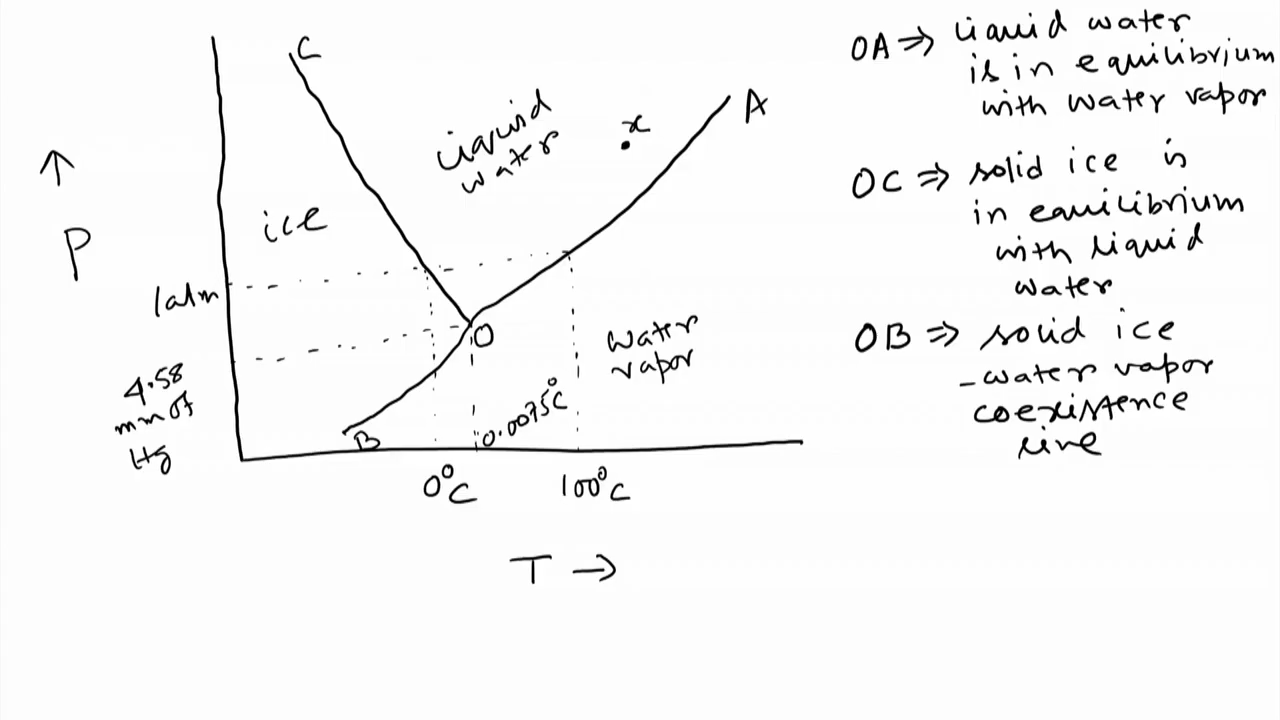 C
A
x
liquid
water
ice
↑
P
1atm
O
water
vapor
4.58
mm of
Hg
B
0.0075°C
0°C
100°C
T →
OA ⇒ liquid water
is in equilibrium
with water vapor
OC ⇒ solid ice is
in equilibrium
with liquid
water
OB ⇒ solid ice
-water vapor
coexistence
line